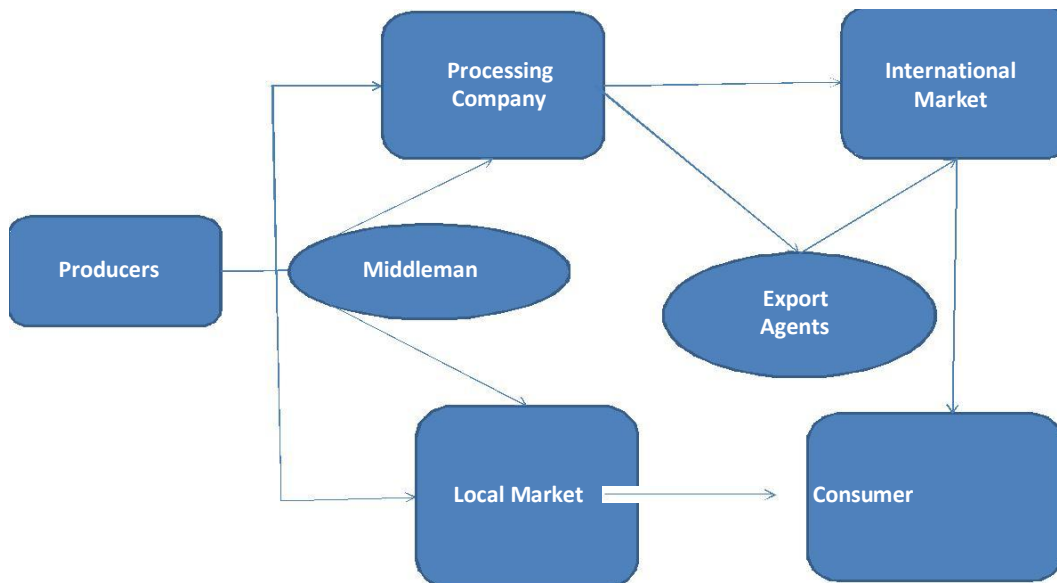 Processing
Company
International
Market
Producers
Middleman
Export
Agents
Local Market
Consumer